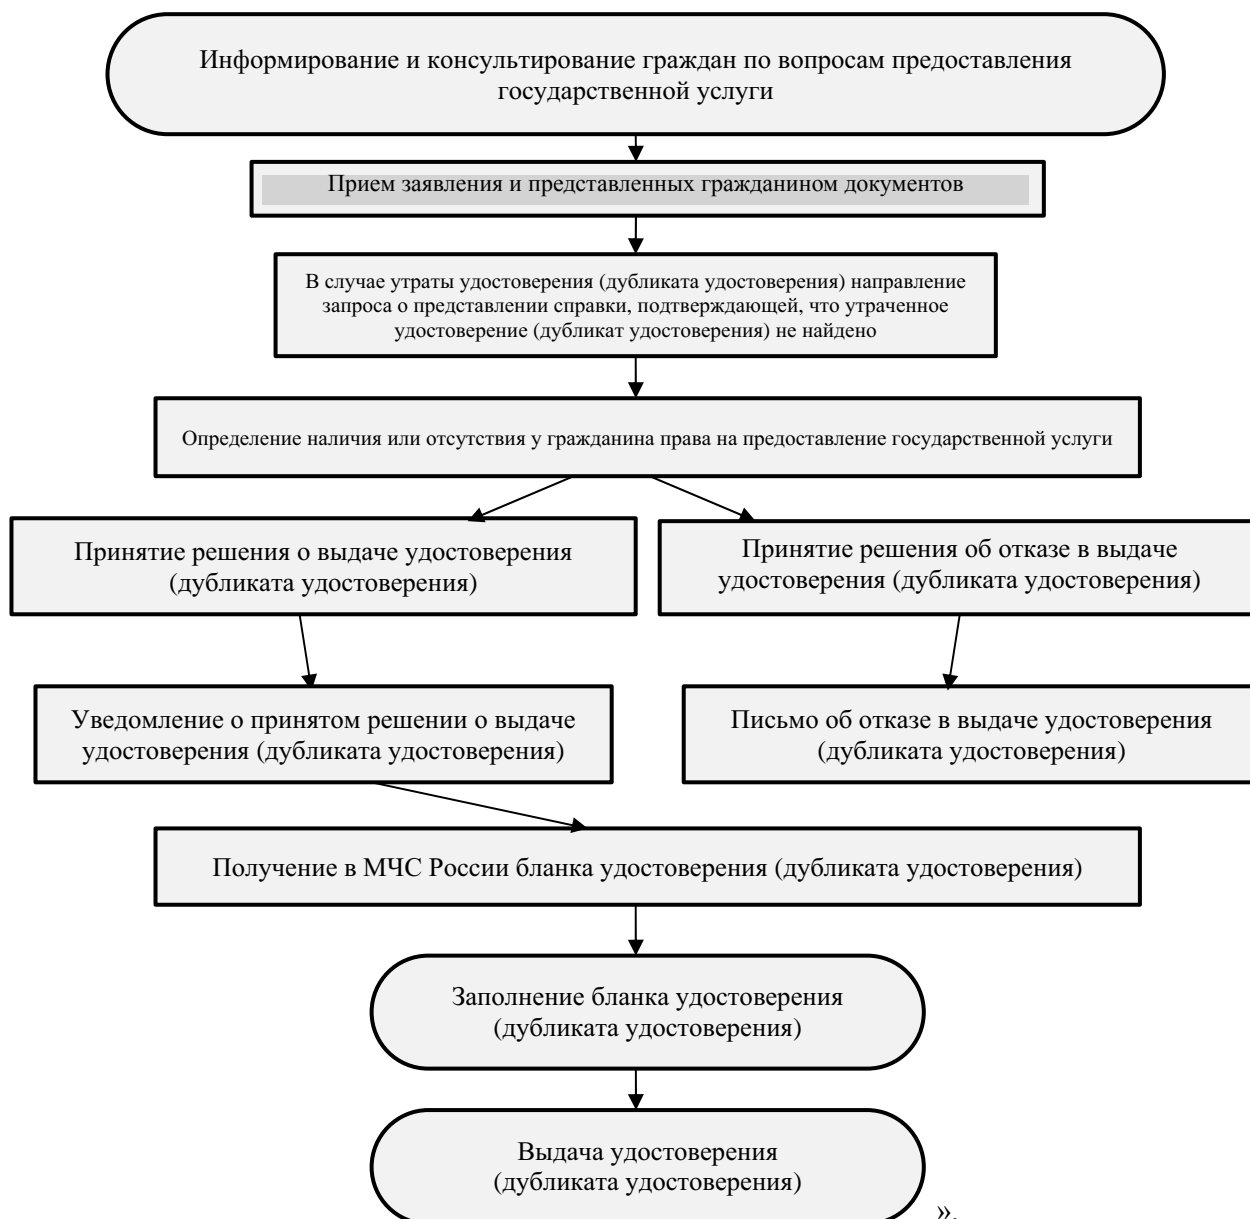 Информирование и консультирование граждан по вопросам предоставления
государственной услуги
Прием заявления и представленных гражданином документов
В случае утраты удостоверения (дубликата удостоверения) направление
запроса о представлении справки, подтверждающей, что утраченное
удостоверение (дубликат удостоверения) не найдено
Определение наличия или отсутствия у гражданина права на предоставление государственной услуги
Принятие решения о выдаче удостоверения
(дубликата удостоверения)
Принятие решения об отказе в выдаче
удостоверения (дубликата удостоверения)
Уведомление о принятом решении о выдаче
удостоверения (дубликата удостоверения)
Письмо об отказе в выдаче удостоверения
(дубликата удостоверения)
Получение в МЧС России бланка удостоверения (дубликата удостоверения)
Заполнение бланка удостоверения
(дубликата удостоверения)
Выдача удостоверения
(дубликата удостоверения)
».